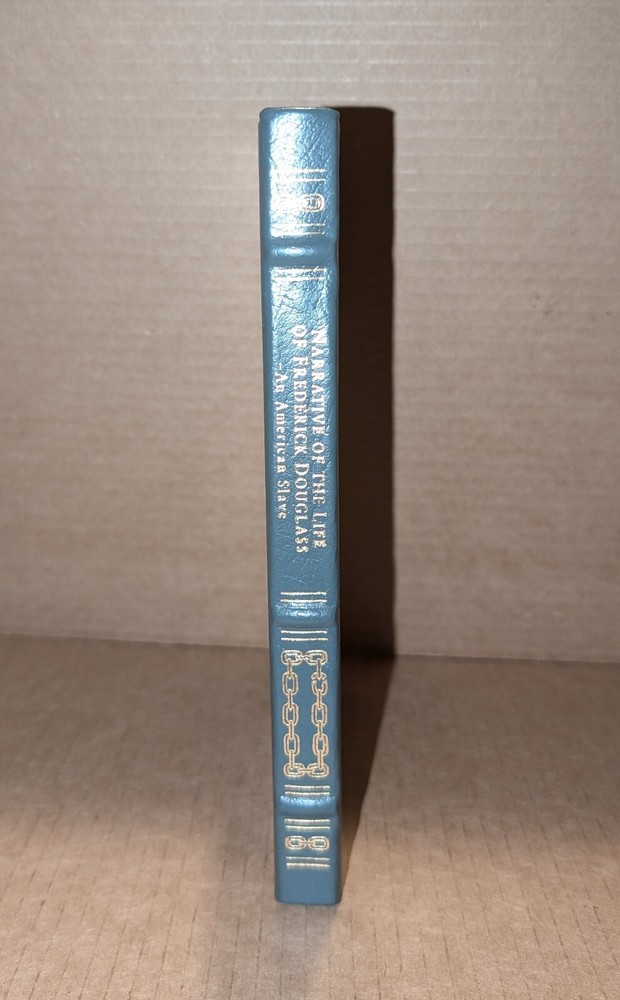 NARRATIVE OF THE LIFE
OF FREDERICK DOUGLASS
-An American Slave